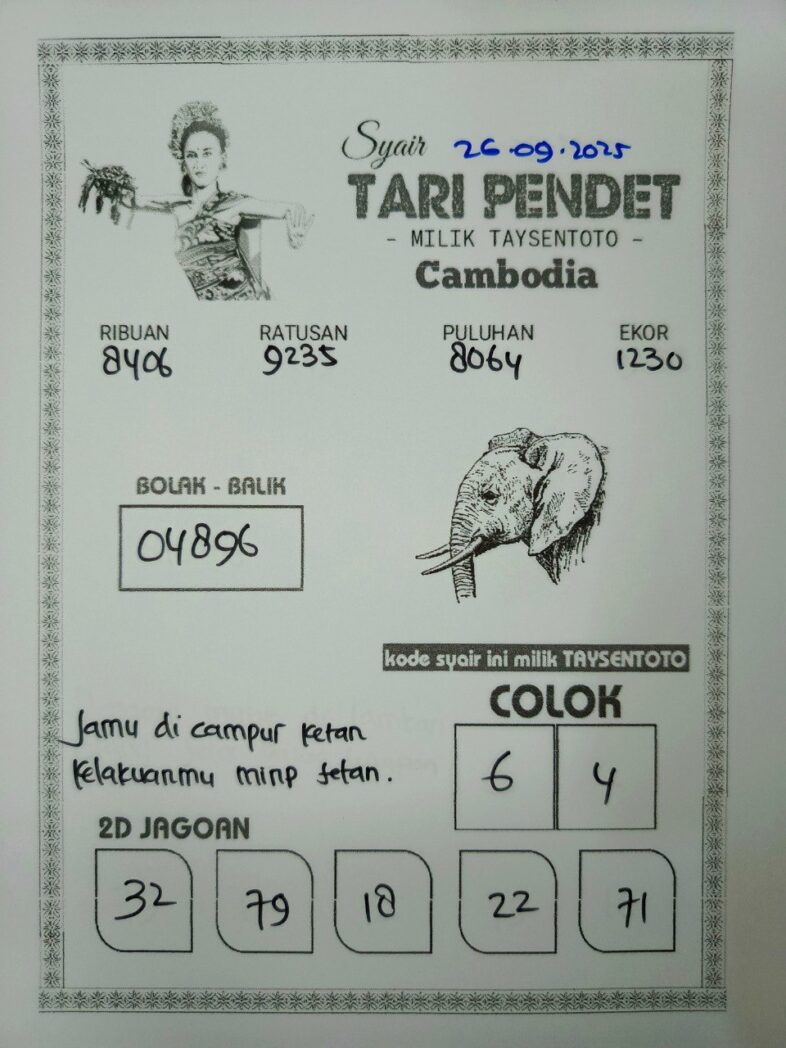 Syair 26.09.2025
TARI PENDET
- MILIK TAYSENTOTO -
Cambodia
RIBUAN RATUSAN PULUHAN EKOR
8406 9235 8064 1230
BOLAK - BALIK
04896
kode syair ini milik TAYSENTOTO
COLOK
6 4
Jamu di campur ketan
kelakuanmu mirip setan.
2D JAGOAN
32 79 18 22 71